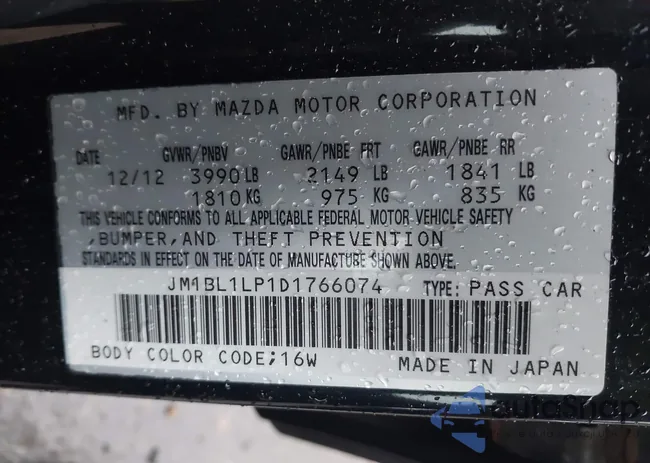 MFD. BY MAZDA MOTOR CORPORATION
DATE GVWR/PNBV GAWR/PNBE FRT GAWR/PNBE RR
12/12 3990 LB 2149 LB 1841 LB
1810 KG 975 KG 835 KG
THIS VEHICLE CONFORMS TO ALL APPLICABLE FEDERAL MOTOR VEHICLE SAFETY
,BUMPER,AND THEFT PREVENTION
STANDARDS IN EFFECT ON THE DATE OF MANUFACTURE SHOWN ABOVE.
JM1BL1LP1D1766074 TYPE: PASS CAR
BODY COLOR CODE;16W MADE IN JAPAN
autoShop